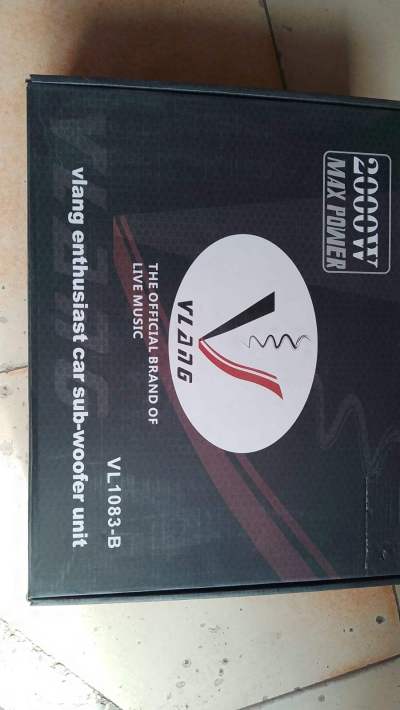 2000W
MAX POWER
VLANG
THE OFFICIAL BRAND OF
LIVE MUSIC
VL1083-B
vlang enthusiast car sub-woofer unit